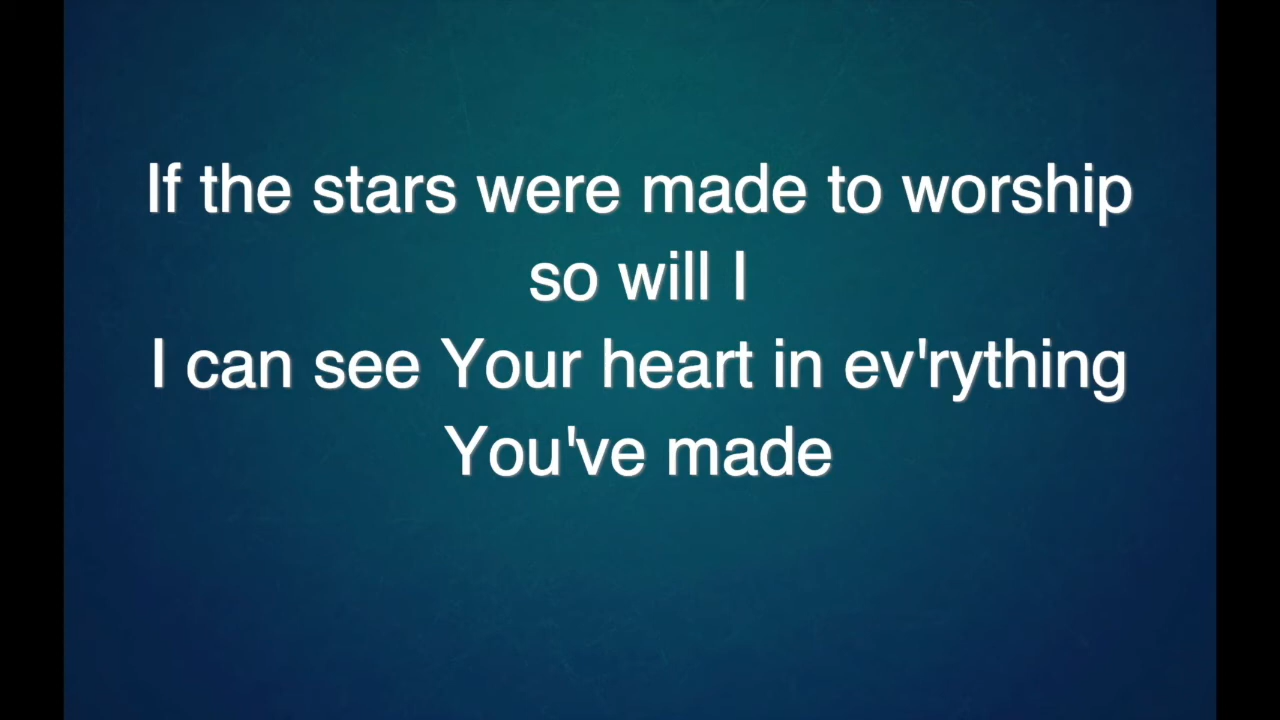 If the stars were made to worship
so will I
I can see Your heart in ev'rything
You've made